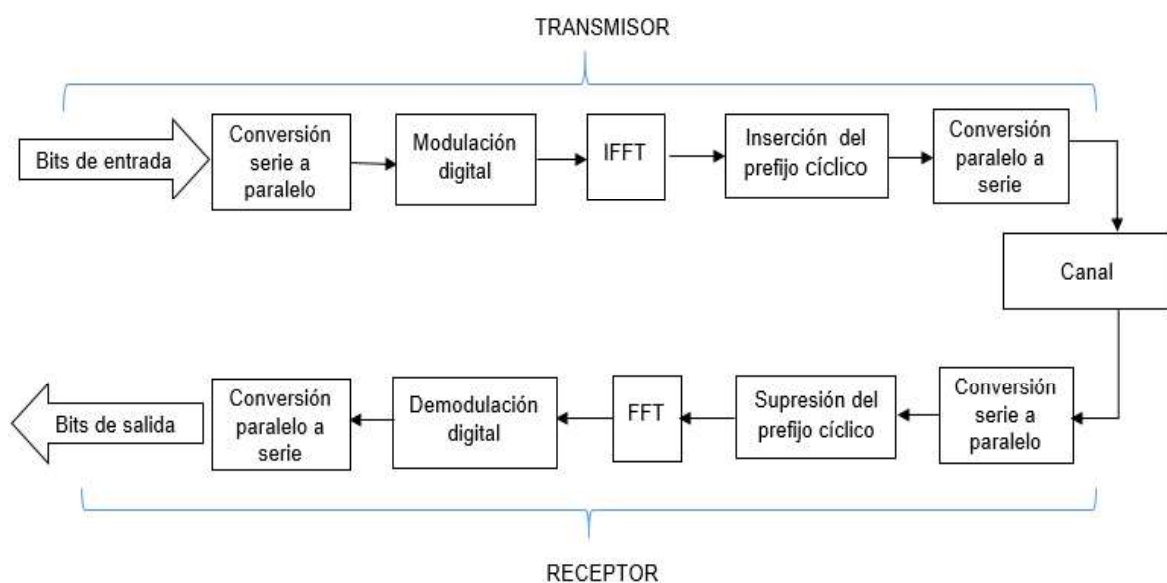 TRANSMISOR
Bits de entrada
Conversión
serie a
paralelo
Modulación
digital
IFFT
Inserción del
prefijo cíclico
Conversión
paralelo a
serie
Canal
Conversión
serie a
paralelo
Supresión del
prefijo cíclico
FFT
Demodulación
digital
Conversión
paralelo a
serie
Bits de salida
RECEPTOR